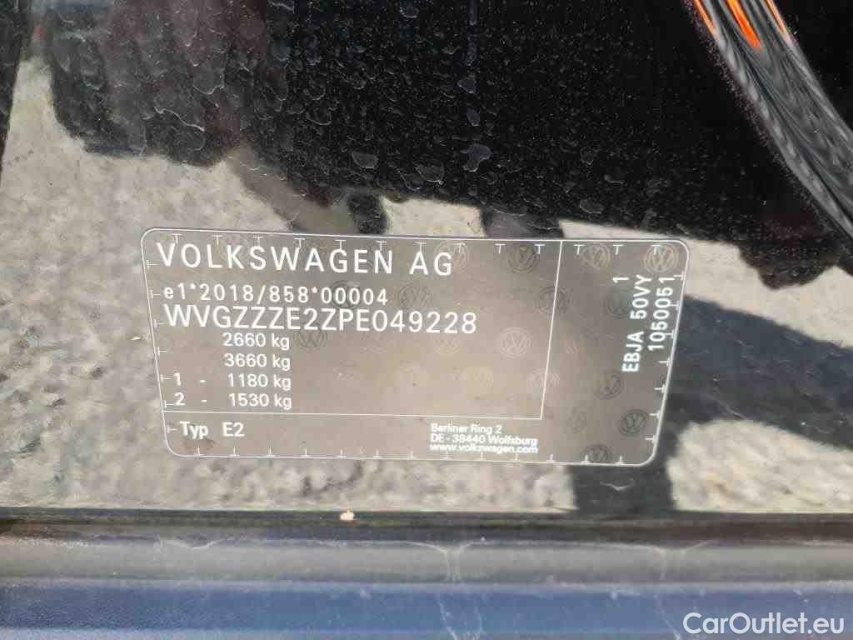 VOLKSWAGEN AG
e1*2018/858*00004
WVGZZZE2ZPE049228
2660 kg
3660 kg
1 - 1180 kg
2 - 1530 kg
Typ E2
Berliner Ring 2
DE-38440 Wolfsburg
www.volkswagen.com
1
EBJA 50VY
1050051
CarOutlet.eu